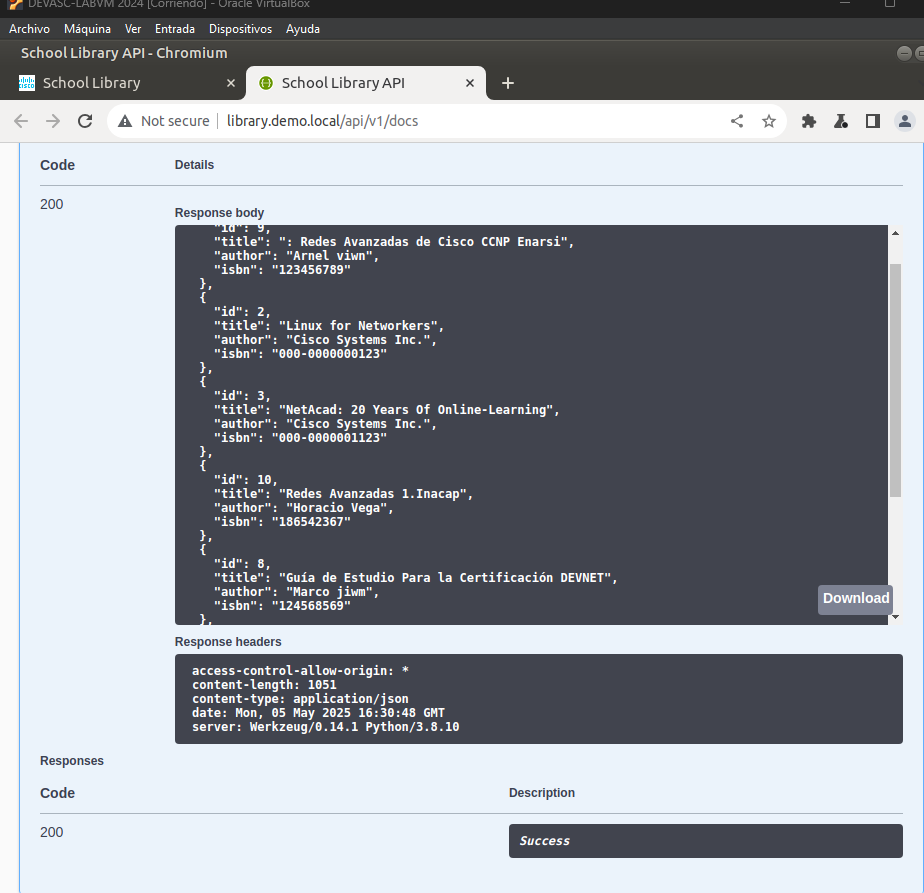 DEVASC-LABVM 2024 [Corriendo] - Oracle VirtualBox
Archivo Máquina Ver Entrada Dispositivos Ayuda
School Library API - Chromium
CISCO School Library × School Library API × +
Not secure | library.demo.local/api/v1/docs
Code Details
200
Response body
"id": 9,
"title": ": Redes Avanzadas de Cisco CCNP Enarsi",
"author": "Arnel viwn",
"isbn": "123456789"
},
{
"id": 2,
"title": "Linux for Networkers",
"author": "Cisco Systems Inc.",
"isbn": "000-0000000123"
},
{
"id": 3,
"title": "NetAcad: 20 Years Of Online-Learning",
"author": "Cisco Systems Inc.",
"isbn": "000-0000001123"
},
{
"id": 10,
"title": "Redes Avanzadas 1.Inacap",
"author": "Horacio Vega",
"isbn": "186542367"
},
{
"id": 8,
"title": "Guía de Estudio Para la Certificación DEVNET",
"author": "Marco jiwm",
"isbn": "124568569"
},
Download
Response headers
access-control-allow-origin: *
content-length: 1051
content-type: application/json
date: Mon, 05 May 2025 16:30:48 GMT
server: Werkzeug/0.14.1 Python/3.8.10
Responses
Code Description
200
Success